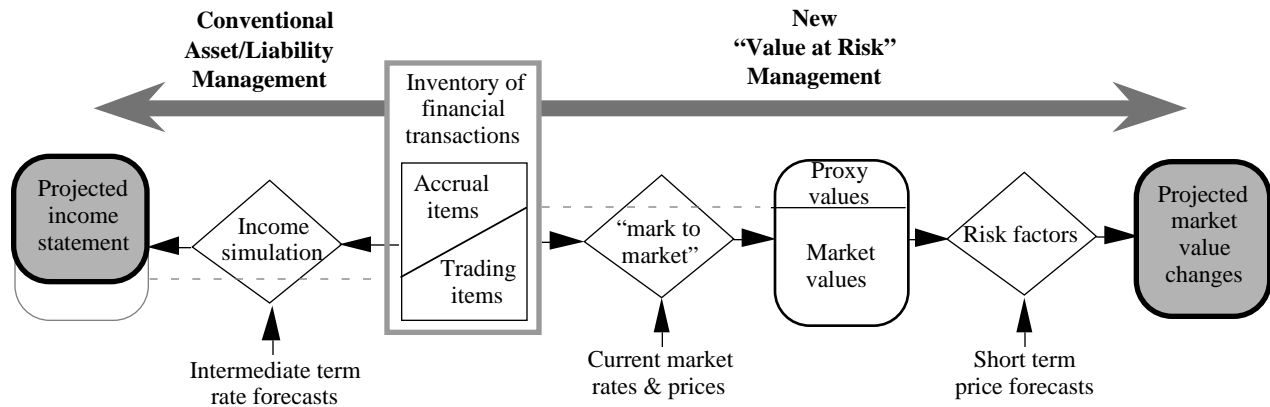 Conventional
Asset/Liability
Management
New
“Value at Risk”
Management
Inventory of
financial
transactions
Projected
income
statement
Income
simulation
Accrual
items
Trading
items
“mark to
market”
Proxy
values
Market
values
Risk factors
Projected
market
value
changes
Intermediate term
rate forecasts
Current market
rates & prices
Short term
price forecasts